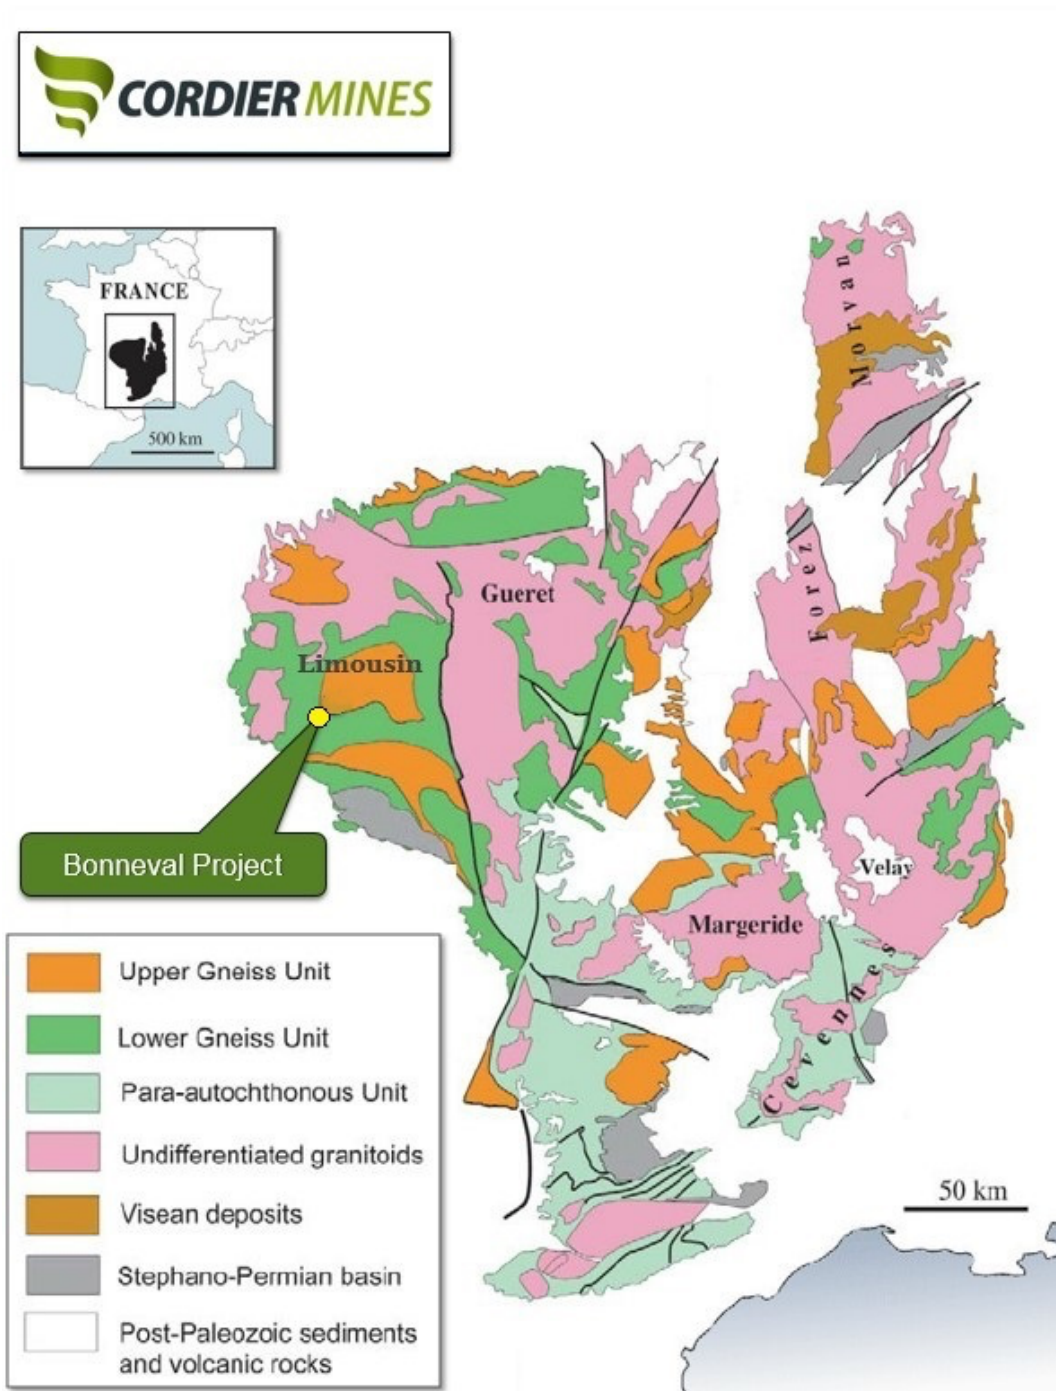 CORDIER MINES
FRANCE
500 km
Morvan
Gueret
Forez
Limousin
Bonneval Project
Velay
Margeride
Cevennes
Upper Gneiss Unit
Lower Gneiss Unit
Para-autochthonous Unit
Undifferentiated granitoids
50 km
Visean deposits
Stephano-Permian basin
Post-Paleozoic sediments
and volcanic rocks